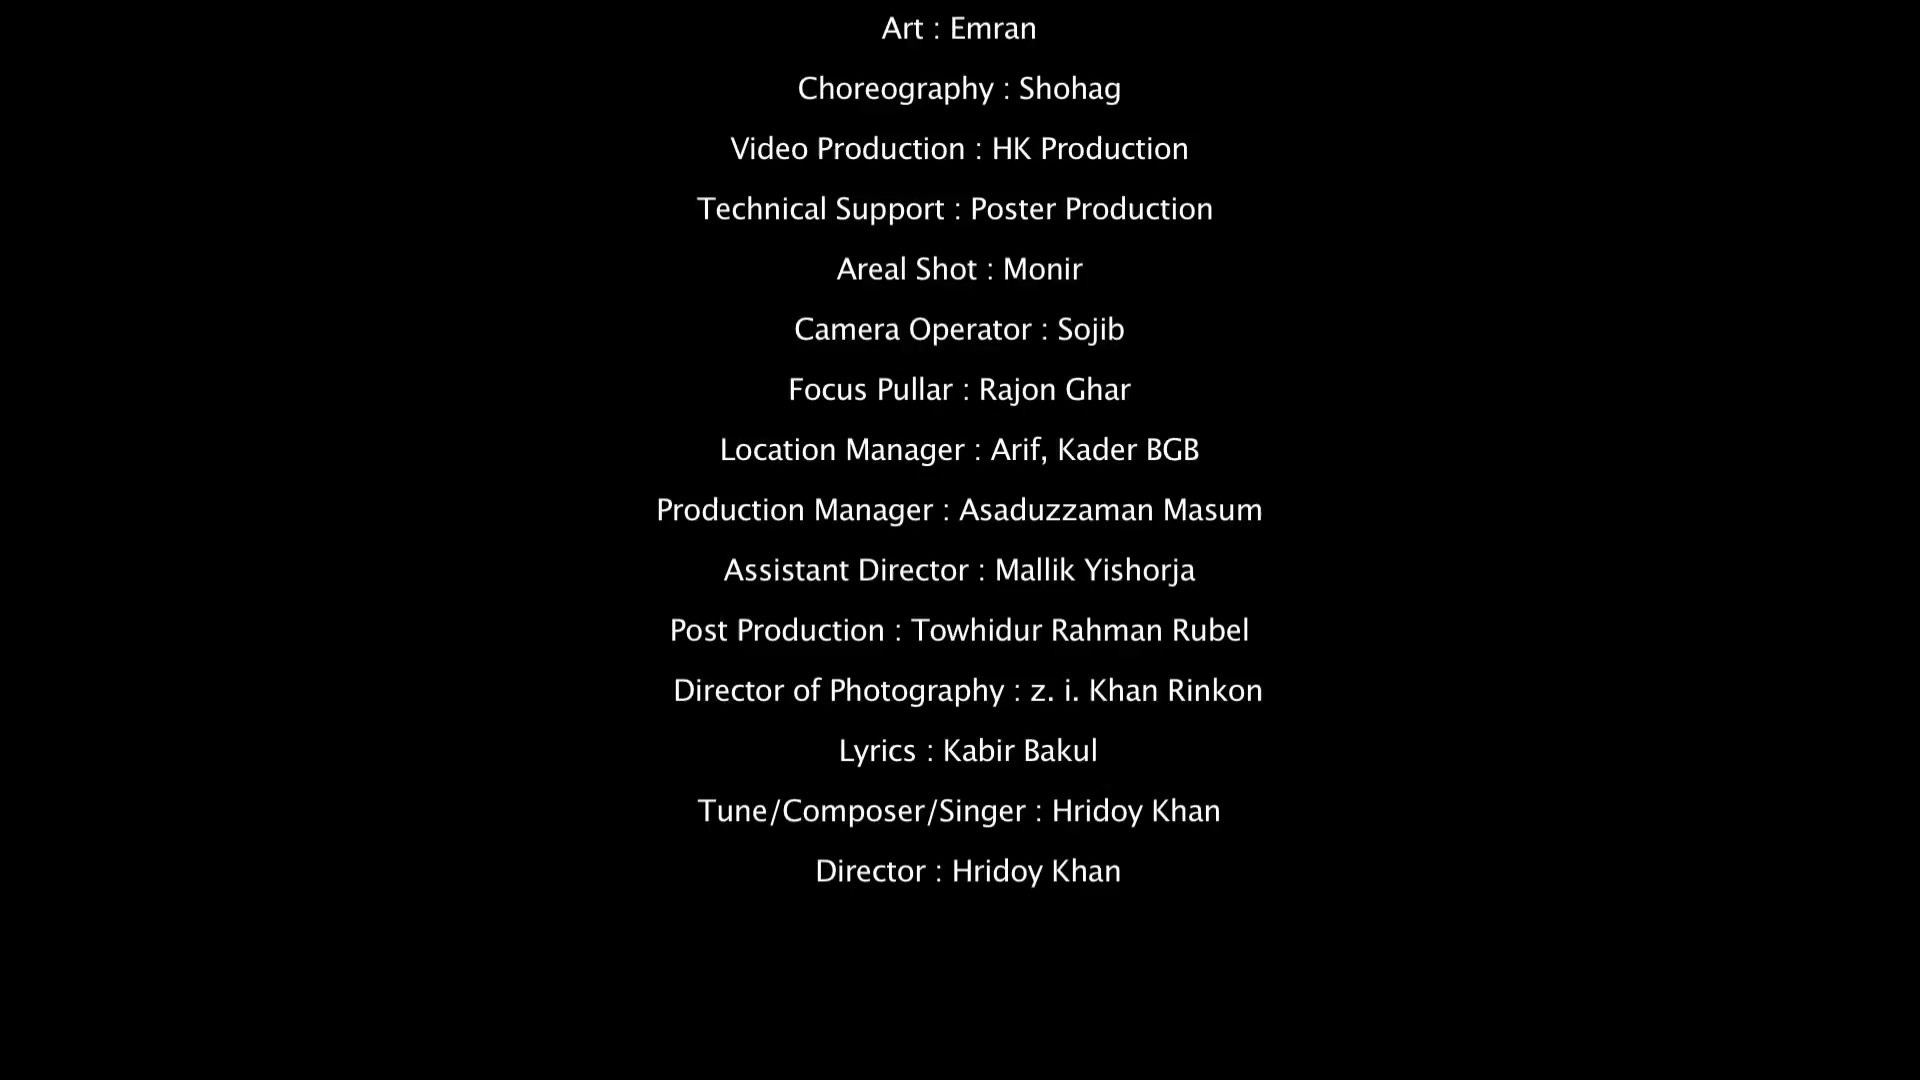 Art : Emran
Choreography : Shohag
Video Production : HK Production
Technical Support : Poster Production
Areal Shot : Monir
Camera Operator : Sojib
Focus Pullar : Rajon Ghar
Location Manager : Arif, Kader BGB
Production Manager : Asaduzzaman Masum
Assistant Director : Mallik Yishorja
Post Production : Towhidur Rahman Rubel
Director of Photography : z. i. Khan Rinkon
Lyrics : Kabir Bakul
Tune/Composer/Singer : Hridoy Khan
Director : Hridoy Khan